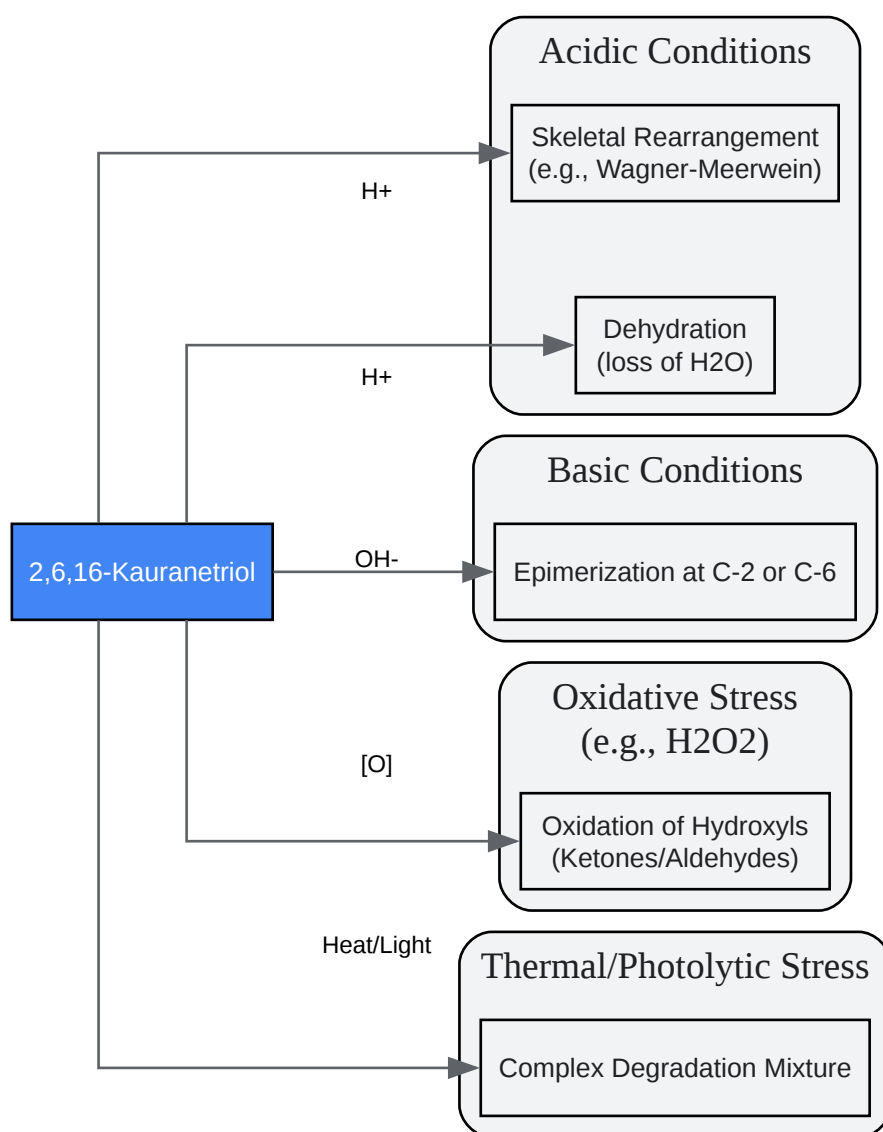 Acidic Conditions
Skeletal Rearrangement
(e.g., Wagner-Meerwein)
H+
Dehydration
(loss of H2O)
H+
Basic Conditions
2,6,16-Kauranetriol
OH-
Epimerization at C-2 or C-6
Oxidative Stress
(e.g., H2O2)
[O]
Oxidation of Hydroxyls
(Ketones/Aldehydes)
Heat/Light
Thermal/Photolytic Stress
Complex Degradation Mixture